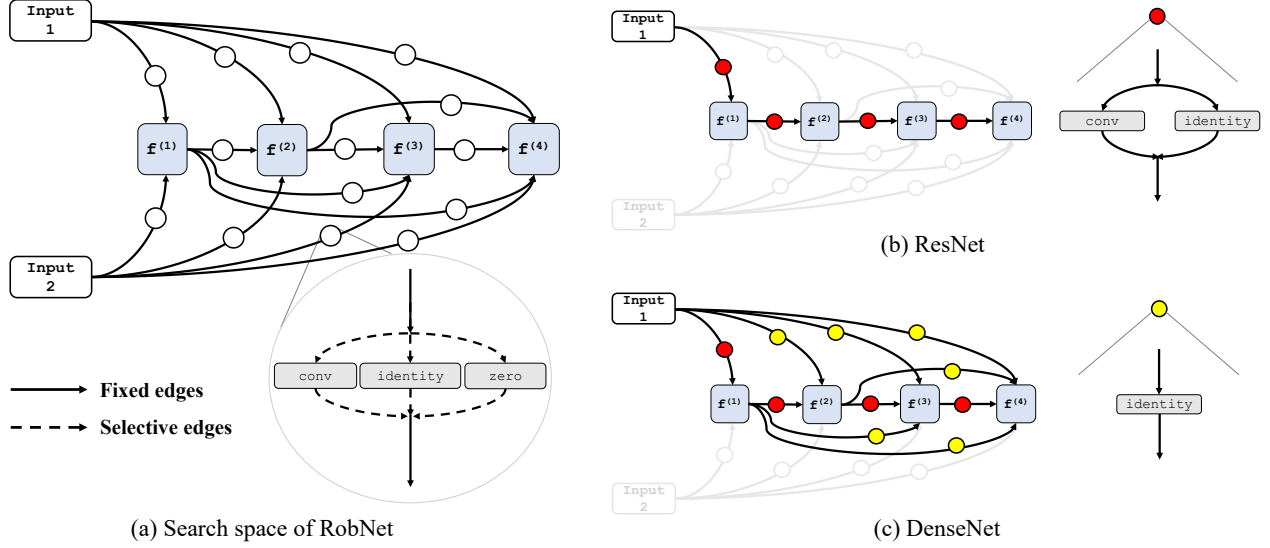 Input
1
f(1)
f(2)
f(3)
f(4)
Input
2
conv
identity
zero
Fixed edges
Selective edges
(a) Search space of RobNet
Input
1
f(1)
f(2)
f(3)
f(4)
Input
2
conv
identity
(b) ResNet
Input
1
f(1)
f(2)
f(3)
f(4)
Input
2
identity
(c) DenseNet